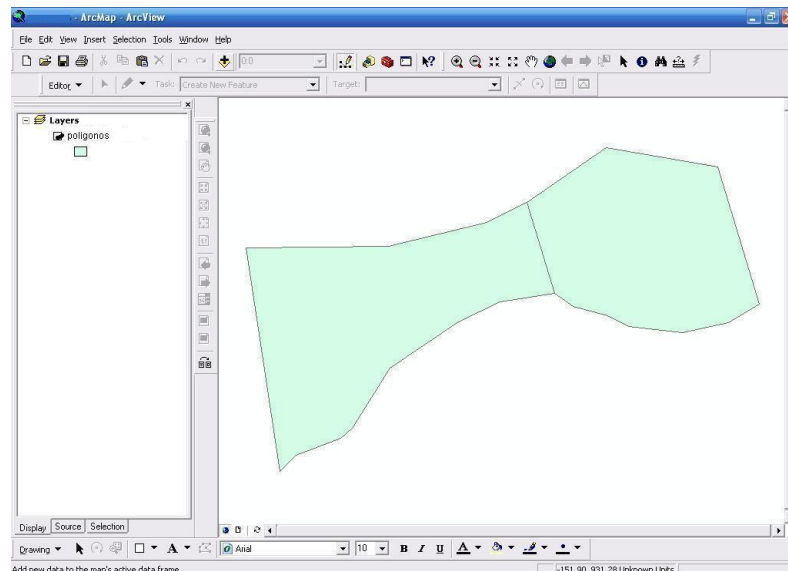 - ArcMap - ArcView
File Edit View Insert Selection Tools Window Help
0:0
Editor Task: Create New Feature Target:
Layers
poligonos
Display Source Selection
Drawing A Arial 10 B I U A
Add new data to the map's active data frame
-151,90 931,28 Unknown Units